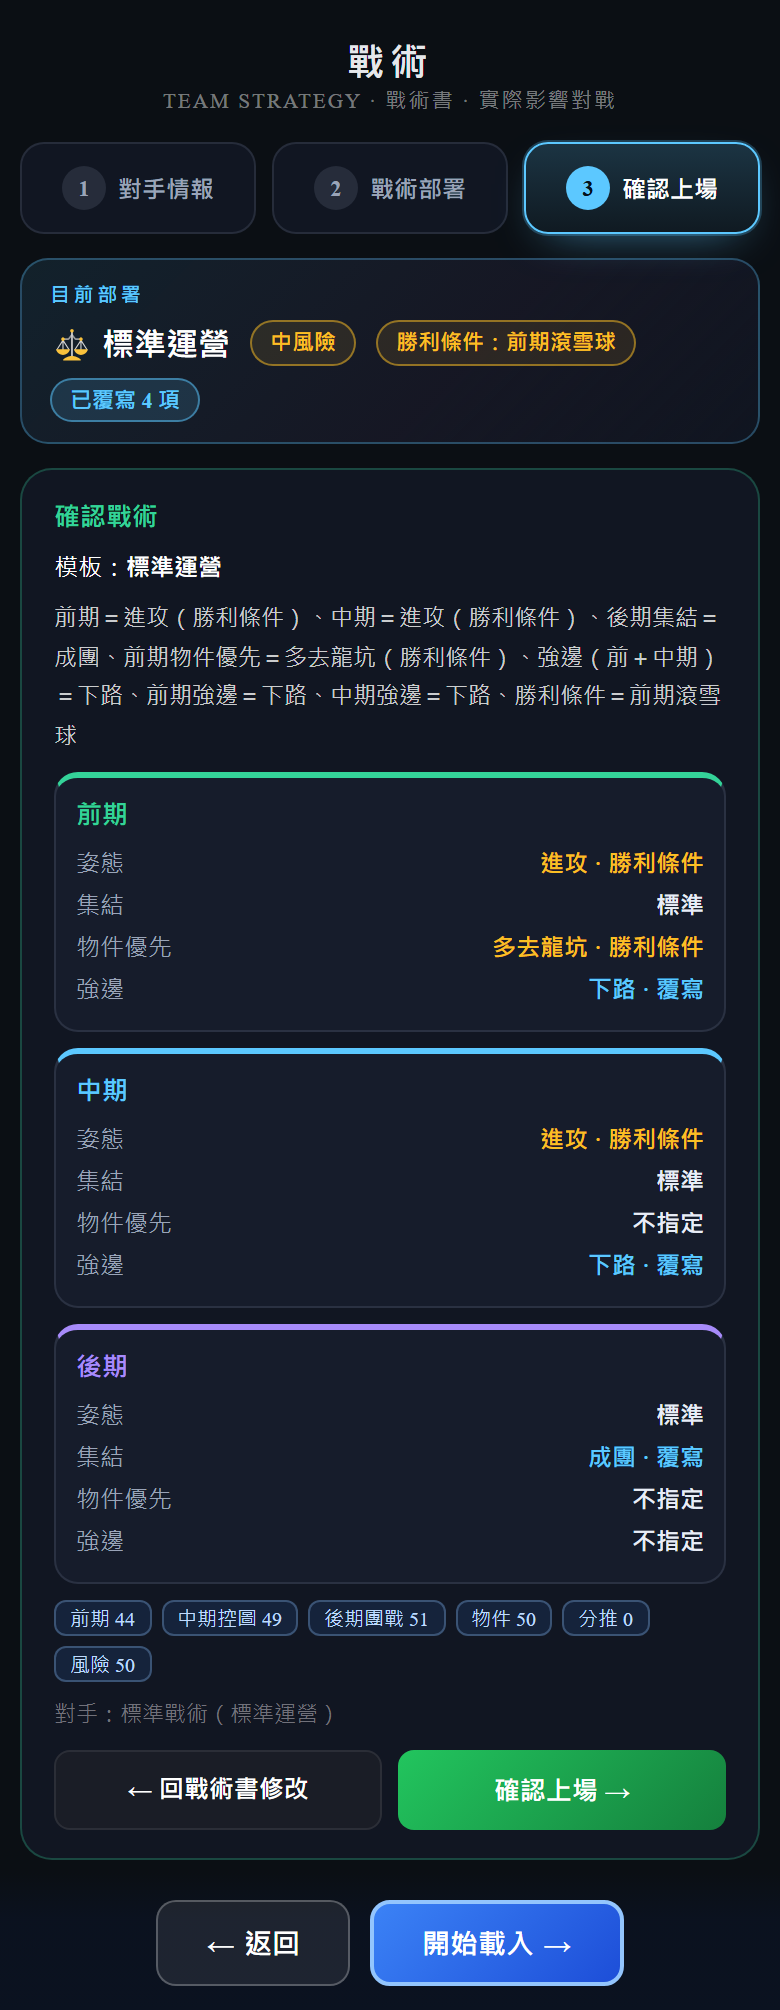 戰術
TEAM STRATEGY · 戰術書 · 實際影響對戰
1 對手情報
2 戰術部署
3 確認上場
目前部署
標準運營 中風險 勝利條件：前期滾雪球
已覆寫 4 項
確認戰術
模板：標準運營
前期＝進攻（勝利條件）、中期＝進攻（勝利條件）、後期集結＝
成團、前期物件優先＝多去龍坑（勝利條件）、強邊（前＋中期）
＝下路、前期強邊＝下路、中期強邊＝下路、勝利條件＝前期滾雪
球
前期
姿態 進攻 · 勝利條件
集結 標準
物件優先 多去龍坑 · 勝利條件
強邊 下路 · 覆寫
中期
姿態 進攻 · 勝利條件
集結 標準
物件優先 不指定
強邊 下路 · 覆寫
後期
姿態 標準
集結 成團 · 覆寫
物件優先 不指定
強邊 不指定
前期 44 中期控圖 49 後期團戰 51 物件 50 分推 0
風險 50
對手：標準戰術（標準運營）
← 回戰術書修改
確認上場 →
← 返回
開始載入 →